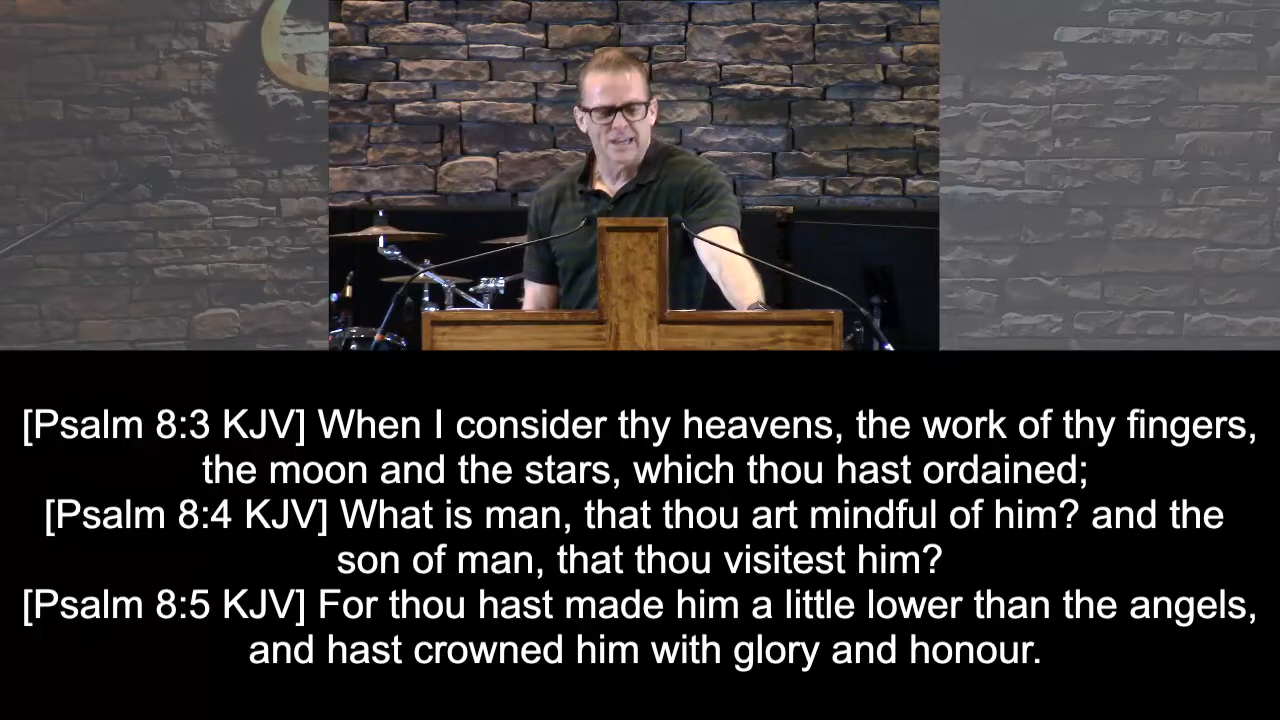 [Psalm 8:3 KJV] When I consider thy heavens, the work of thy fingers,
the moon and the stars, which thou hast ordained;
[Psalm 8:4 KJV] What is man, that thou art mindful of him? and the
son of man, that thou visitest him?
[Psalm 8:5 KJV] For thou hast made him a little lower than the angels,
and hast crowned him with glory and honour.